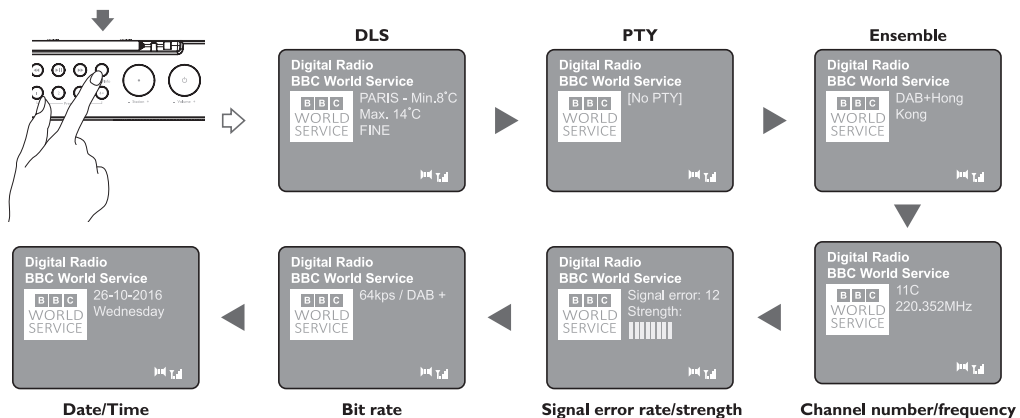 DLS
Digital Radio
BBC World Service
BBC
WORLD
SERVICE
PARIS - Min.8°C
Max. 14°C
FINE
PTY
Digital Radio
BBC World Service
BBC
WORLD
SERVICE
[No PTY]
Ensemble
Digital Radio
BBC World Service
BBC
WORLD
SERVICE
DAB+Hong
Kong
Digital Radio
BBC World Service
BBC
WORLD
SERVICE
11C
220.352MHz
Channel number/frequency
Digital Radio
BBC World Service
BBC
WORLD
SERVICE
Signal error: 12
Strength:
Signal error rate/strength
Digital Radio
BBC World Service
BBC
WORLD
SERVICE
64kps / DAB +
Bit rate
Digital Radio
BBC World Service
BBC
WORLD
SERVICE
26-10-2016
Wednesday
Date/Time